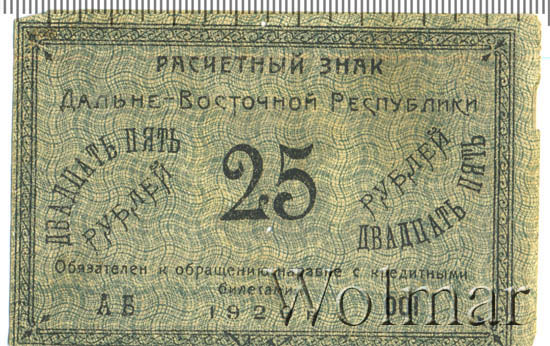 РАСЧЕТНЫЙ ЗНАК
ДАЛЬНЕ-ВОСТОЧНОЙ РЕСПУБЛИКИ
ДВАДЦАТЬ ПЯТЬ
РУБЛЕЙ
25
РУБЛЕЙ
ДВАДЦАТЬ ПЯТЬ
Обязателен к обращению наравне с кредитными
билетами
АБ
Wolmar